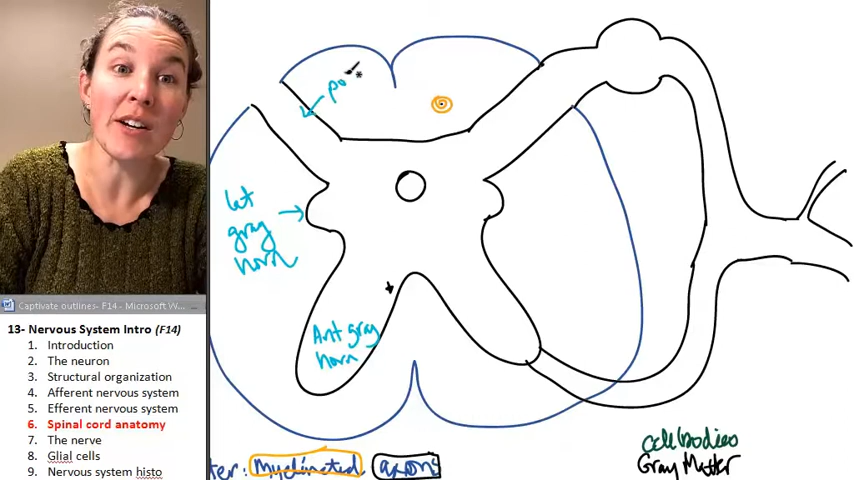 po
lat
gray
horn
Ant gray
horn
Captivate outlines- F14 - Microsoft W...
13- Nervous System Intro (F14)
1. Introduction
2. The neuron
3. Structural organization
4. Afferent nervous system
5. Efferent nervous system
6. Spinal cord anatomy
7. The nerve
8. Glial cells
9. Nervous system histo
ter: Myelinated axons
Cell bodies
Gray Matter